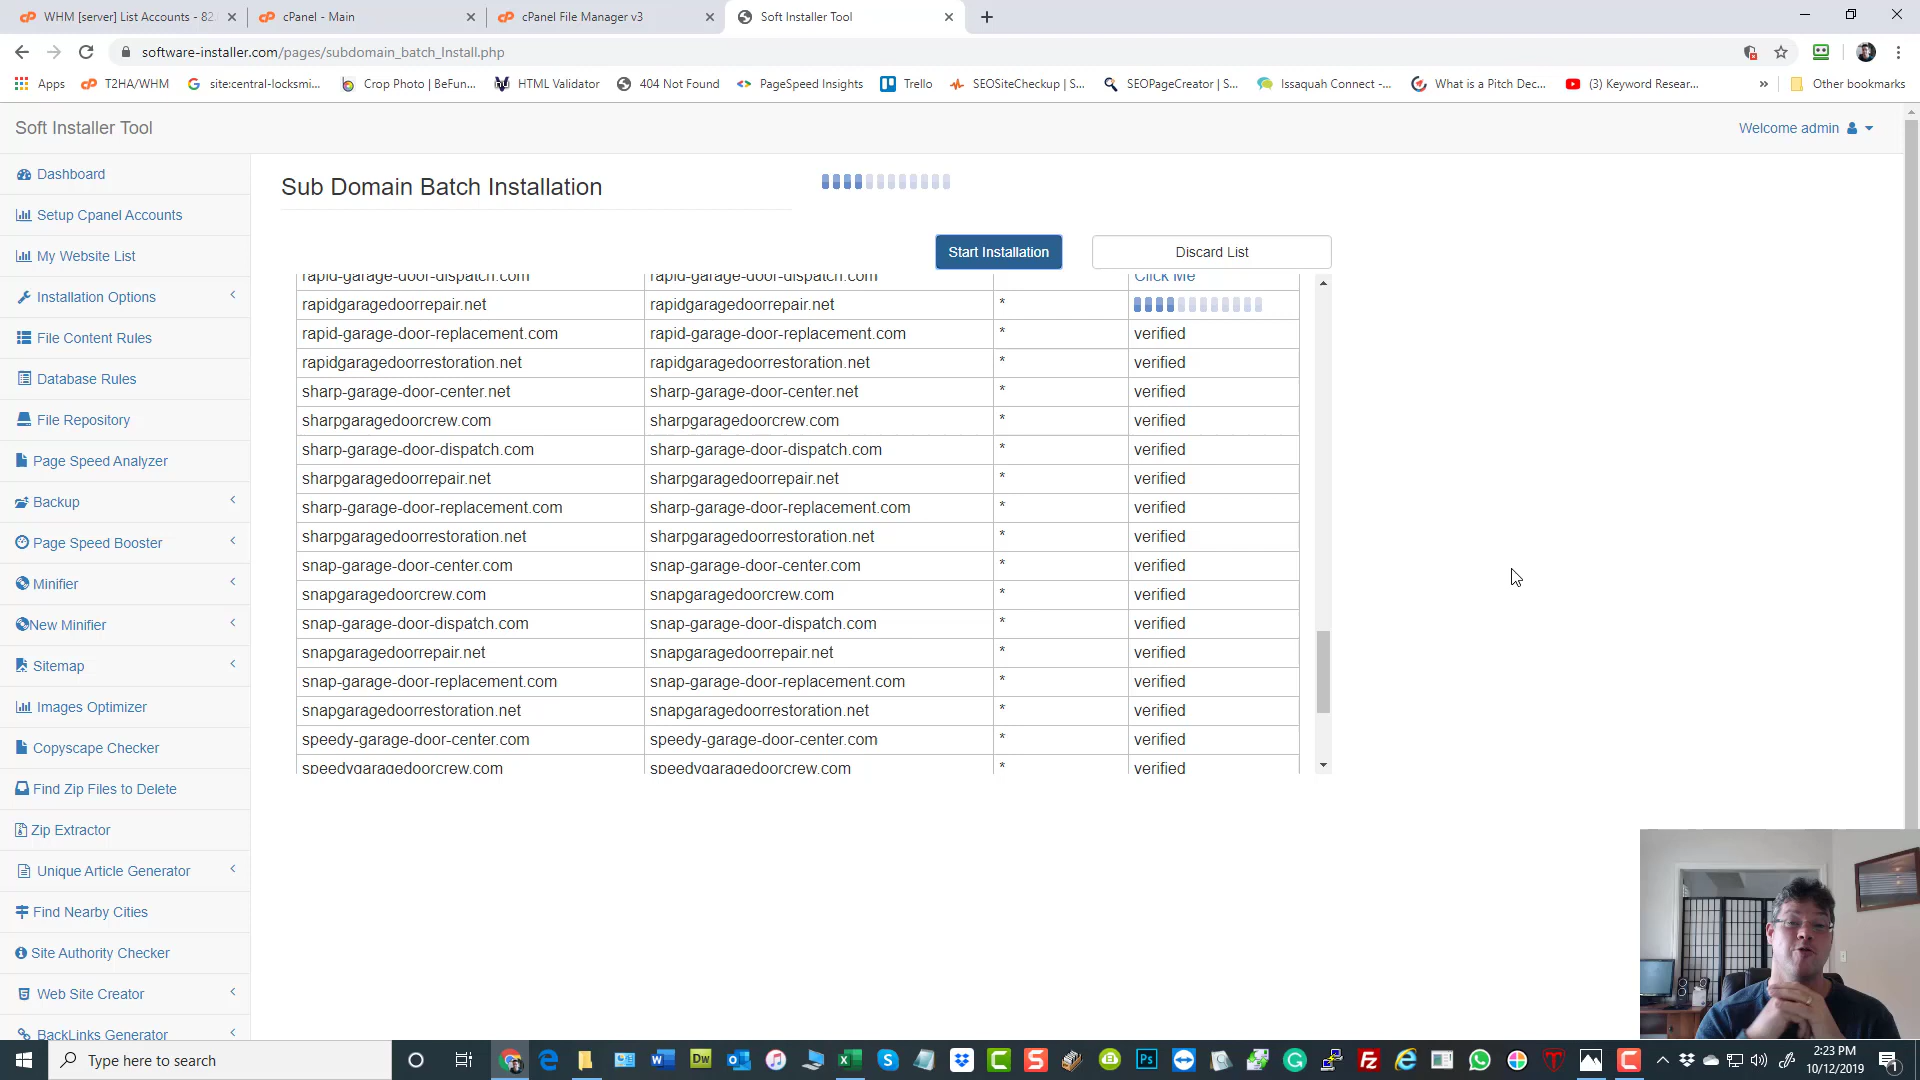 WHM [server] List Accounts - 82.
cPanel - Main
cPanel File Manager v3
Soft Installer Tool
software-installer.com/pages/subdomain_batch_Install.php
Apps
T2HA/WHM
site:central-locksmi...
Crop Photo | BeFun...
HTML Validator
404 Not Found
PageSpeed Insights
Trello
SEOSiteCheckup | S...
SEOPageCreator | S...
Issaquah Connect -...
What is a Pitch Dec...
(3) Keyword Resear...
»
Other bookmarks
Soft Installer Tool
Welcome admin
Dashboard
Setup Cpanel Accounts
My Website List
Installation Options
File Content Rules
Database Rules
File Repository
Page Speed Analyzer
Backup
Page Speed Booster
Minifier
New Minifier
Sitemap
Images Optimizer
Copyscape Checker
Find Zip Files to Delete
Zip Extractor
Unique Article Generator
Find Nearby Cities
Site Authority Checker
Web Site Creator
BackLinks Generator
Sub Domain Batch Installation
Start Installation
Discard List
rapid-garage-door-dispatch.com rapid-garage-door-dispatch.com Click Me
rapidgaragedoorrepair.net rapidgaragedoorrepair.net *
rapid-garage-door-replacement.com rapid-garage-door-replacement.com * verified
rapidgaragedoorrestoration.net rapidgaragedoorrestoration.net * verified
sharp-garage-door-center.net sharp-garage-door-center.net * verified
sharpgaragedoorcrew.com sharpgaragedoorcrew.com * verified
sharp-garage-door-dispatch.com sharp-garage-door-dispatch.com * verified
sharpgaragedoorrepair.net sharpgaragedoorrepair.net * verified
sharp-garage-door-replacement.com sharp-garage-door-replacement.com * verified
sharpgaragedoorrestoration.net sharpgaragedoorrestoration.net * verified
snap-garage-door-center.com snap-garage-door-center.com * verified
snapgaragedoorcrew.com snapgaragedoorcrew.com * verified
snap-garage-door-dispatch.com snap-garage-door-dispatch.com * verified
snapgaragedoorrepair.net snapgaragedoorrepair.net * verified
snap-garage-door-replacement.com snap-garage-door-replacement.com * verified
snapgaragedoorrestoration.net snapgaragedoorrestoration.net * verified
speedy-garage-door-center.com speedy-garage-door-center.com * verified
speedygaragedoorcrew.com speedygaragedoorcrew.com * verified
Type here to search
2:23 PM
10/12/2019